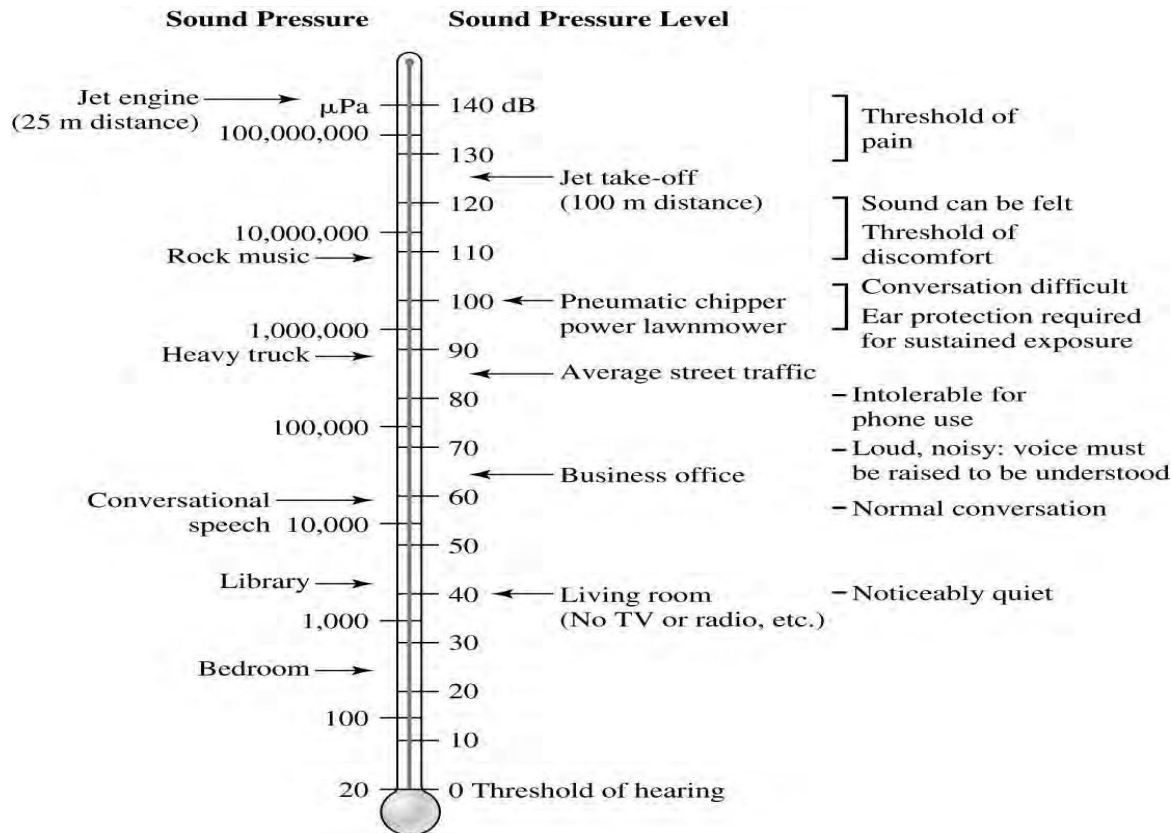 Sound Pressure
Sound Pressure Level
Jet engine
(25 m distance)
μPa
140 dB
Threshold of
pain
100,000,000
130
Jet take-off
(100 m distance)
120
Sound can be felt
10,000,000
Threshold of
discomfort
Rock music
110
100
Pneumatic chipper
power lawnmower
Conversation difficult
Ear protection required
for sustained exposure
1,000,000
Heavy truck
90
Average street traffic
80
Intolerable for
phone use
100,000
70
Loud, noisy: voice must
be raised to be understood
Business office
Conversational
speech
60
Normal conversation
10,000
50
Library
40
Living room
(No TV or radio, etc.)
Noticeably quiet
1,000
30
Bedroom
20
100
10
20
0 Threshold of hearing